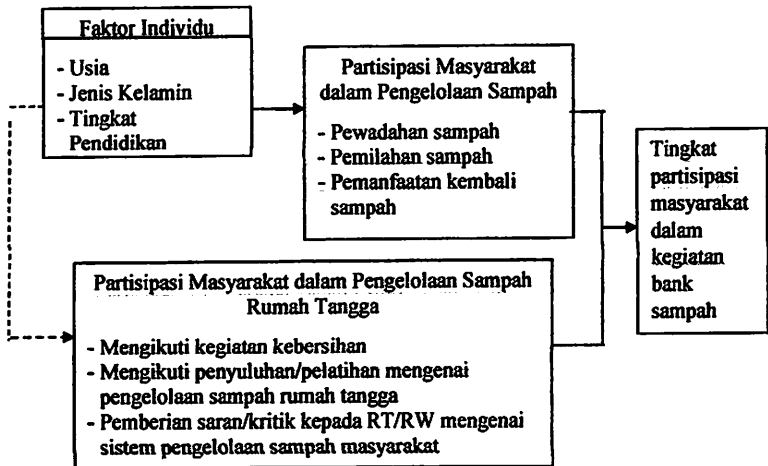 Faktor Individu
- Usia
- Jenis Kelamin
- Tingkat
Pendidikan
Partisipasi Masyarakat
dalam Pengelolaan Sampah
- Pewadahan sampah
- Pemilahan sampah
- Pemanfaatan kembali
sampah
Partisipasi Masyarakat dalam Pengelolaan Sampah
Rumah Tangga
- Mengikuti kegiatan kebersihan
- Mengikuti penyuluhan/pelatihan mengenai
pengelolaan sampah rumah tangga
- Pemberian saran/kritik kepada RT/RW mengenai
sistem pengelolaan sampah masyarakat
Tingkat
partisipasi
masyarakat
dalam
kegiatan
bank
sampah